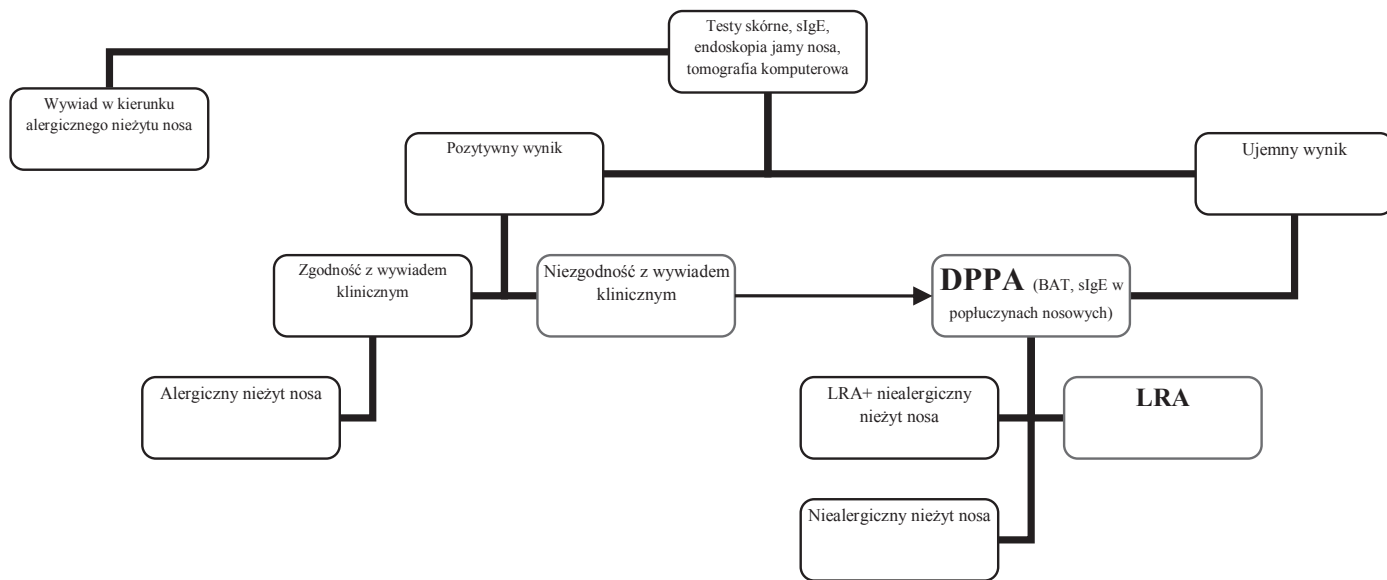 Testy skórne, sIgE,
endoskopia jamy nosa,
tomografia komputerowa
Wywiad w kierunku
alergicznego nieżytu nosa
Pozytywny wynik
Ujemny wynik
Zgodność z wywiadem
klinicznym
Niezgodność z wywiadem
klinicznym
DPPA (BAT, sIgE w
popłuczynach nosowych)
Alergiczny nieżyt nosa
LRA+ niealergiczny
nieżyt nosa
LRA
Niealergiczny nieżyt nosa